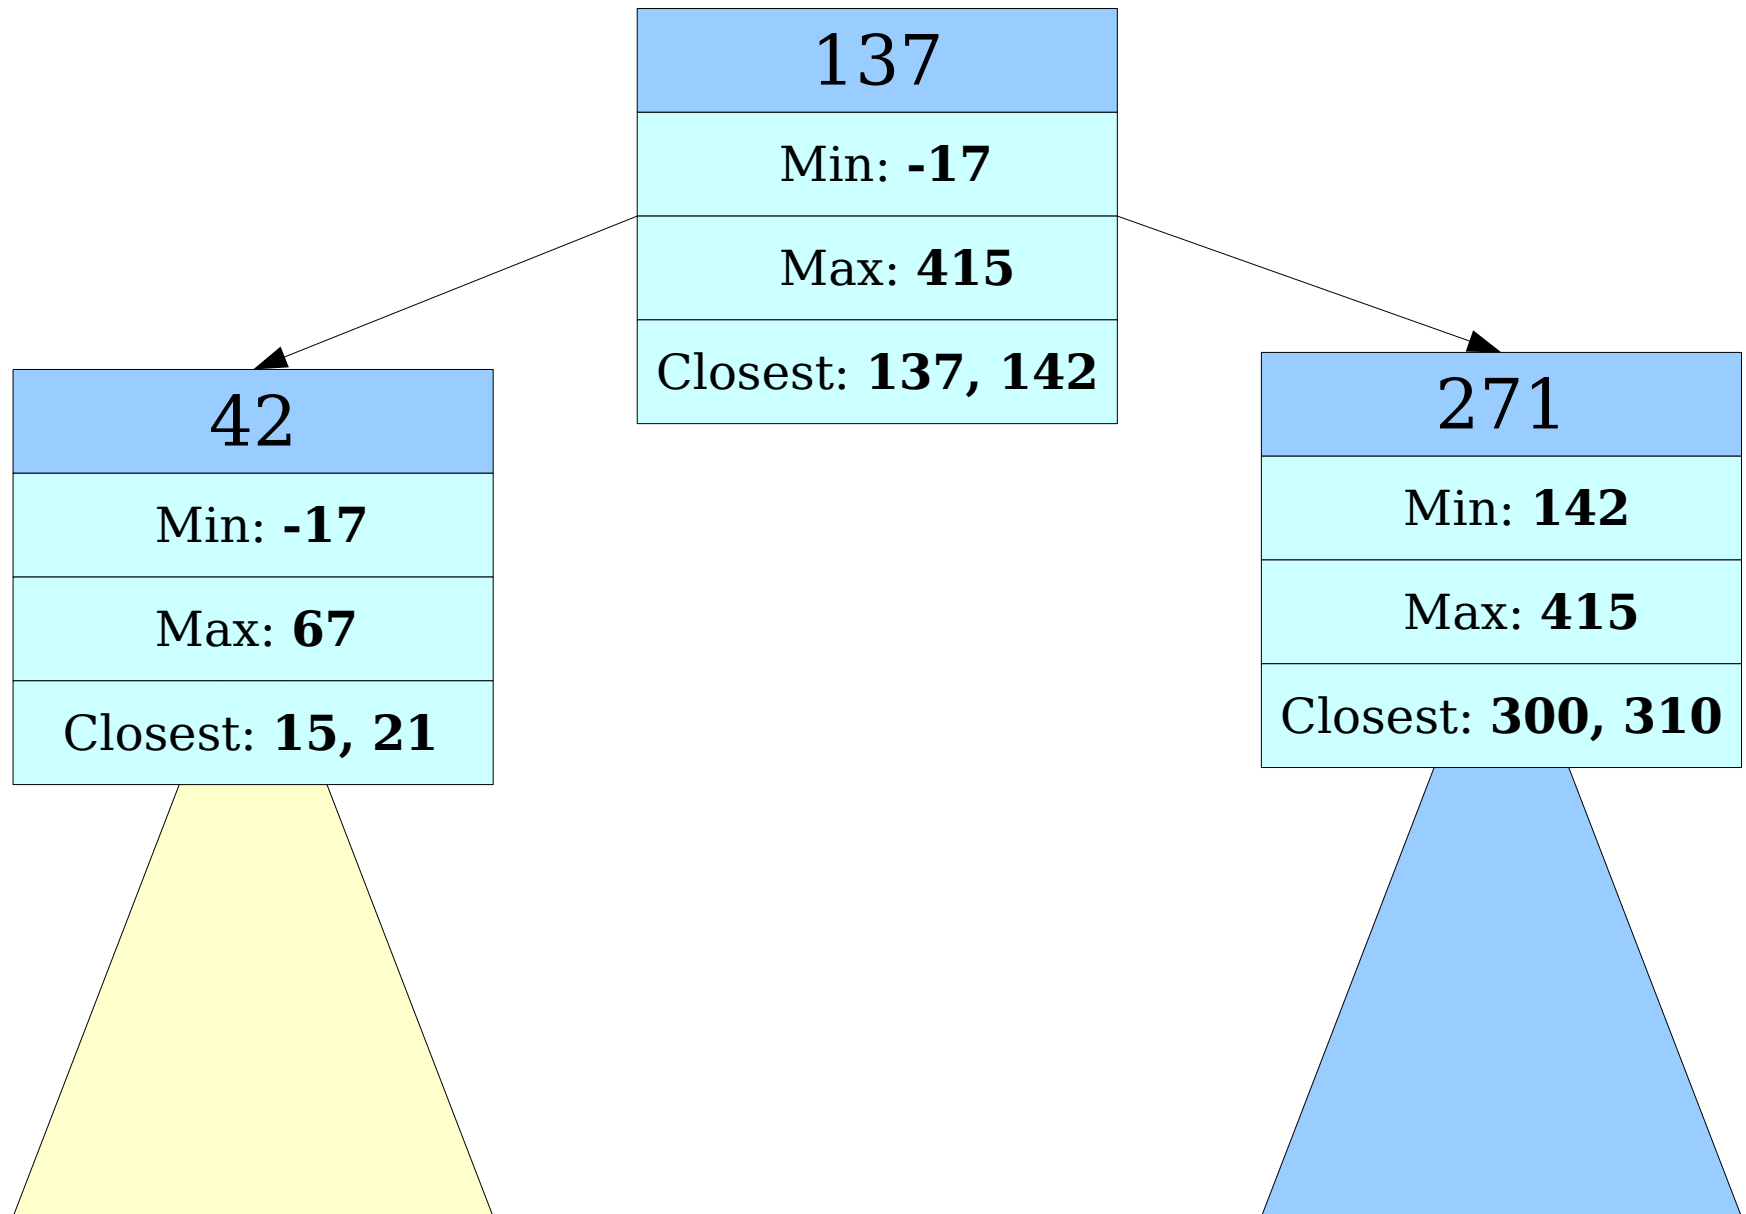 137
Min: -17
Max: 415
Closest: 137, 142
42
Min: -17
Max: 67
Closest: 15, 21
271
Min: 142
Max: 415
Closest: 300, 310